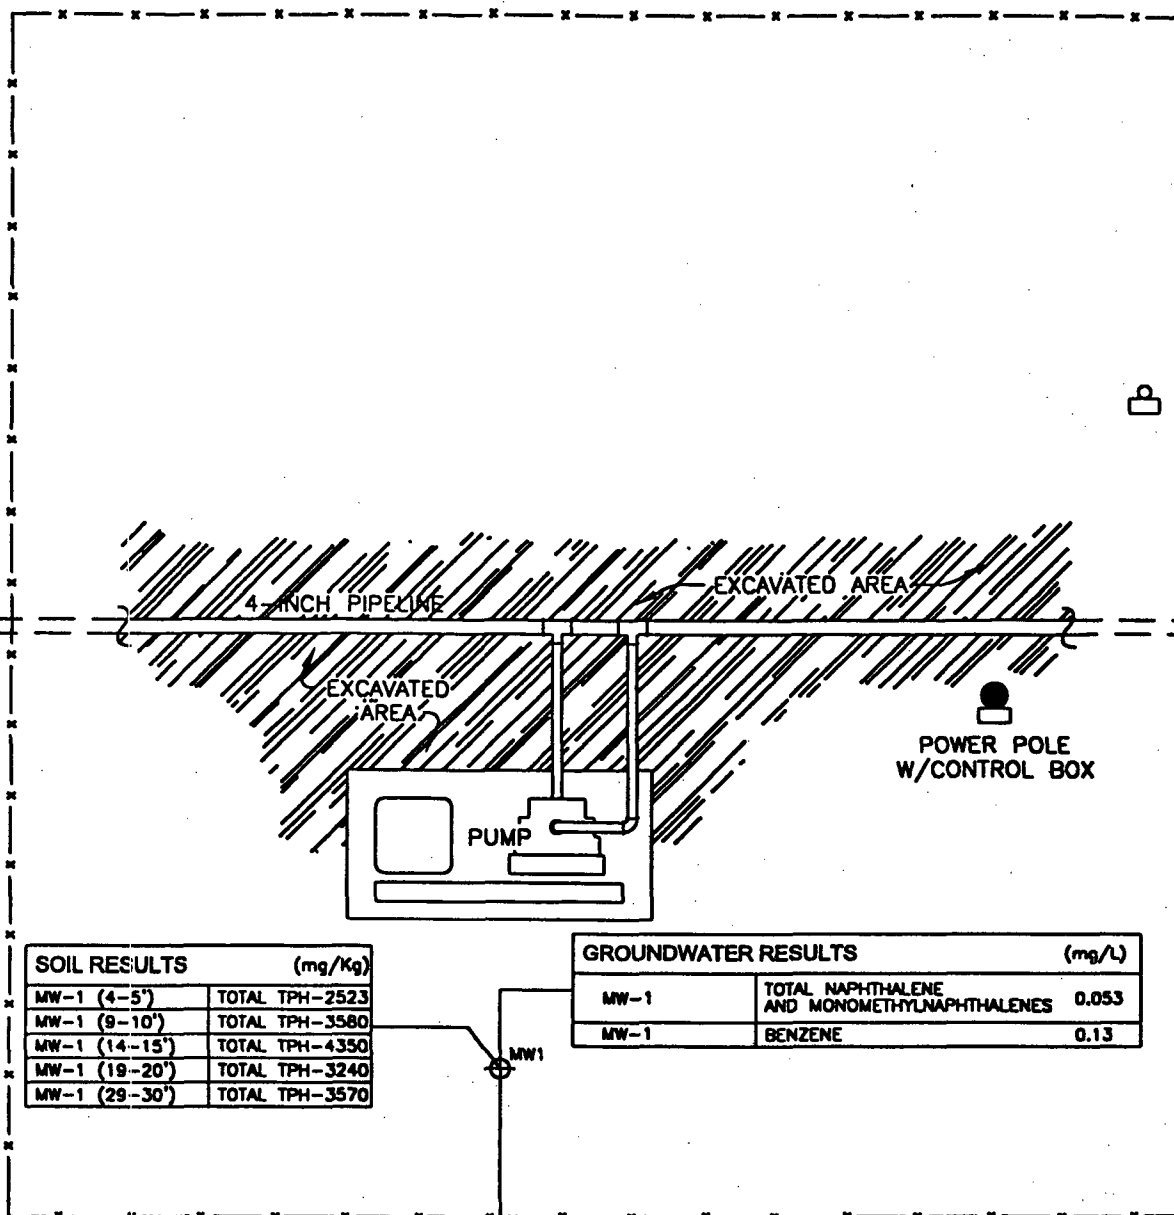 4-INCH PIPELINE
EXCAVATED AREA
EXCAVATED
AREA
POWER POLE
W/CONTROL BOX
PUMP
SOIL RESULTS (mg/Kg)
MW-1 (4-5') TOTAL TPH-2523
MW-1 (9-10') TOTAL TPH-3580
MW-1 (14-15') TOTAL TPH-4350
MW-1 (19-20') TOTAL TPH-3240
MW-1 (29-30') TOTAL TPH-3570
GROUNDWATER RESULTS (mg/L)
MW-1 TOTAL NAPHTHALENE
AND MONOMETHYLNAPHTHALENES 0.053
MW-1 BENZENE 0.13
MW1